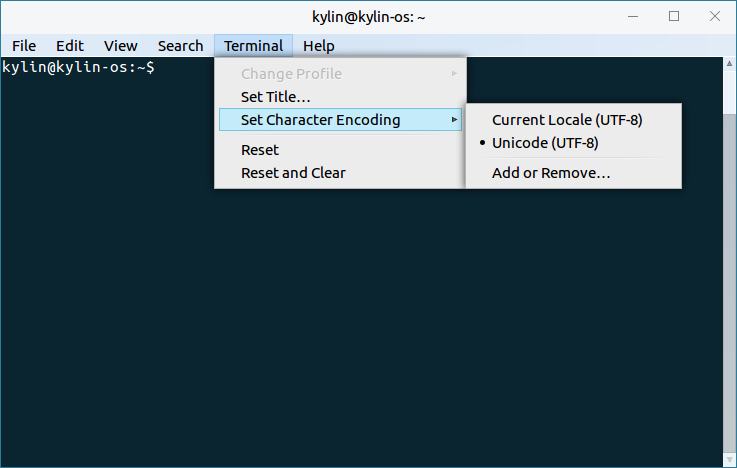 kylin@kylin-os: ~
File Edit View Search Terminal Help
kylin@kylin-os:~$
Change Profile
Set Title...
Set Character Encoding
Reset
Reset and Clear
Current Locale (UTF-8)
Unicode (UTF-8)
Add or Remove...